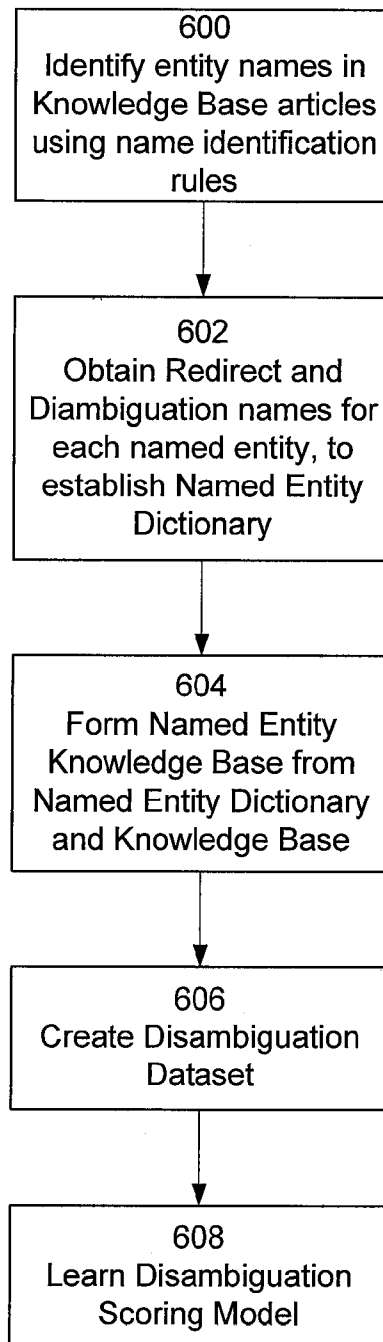 600
Identify entity names in
Knowledge Base articles
using name identification
rules
602
Obtain Redirect and
Diambiguation names for
each named entity, to
establish Named Entity
Dictionary
604
Form Named Entity
Knowledge Base from
Named Entity Dictionary
and Knowledge Base
606
Create Disambiguation
Dataset
608
Learn Disambiguation
Scoring Model